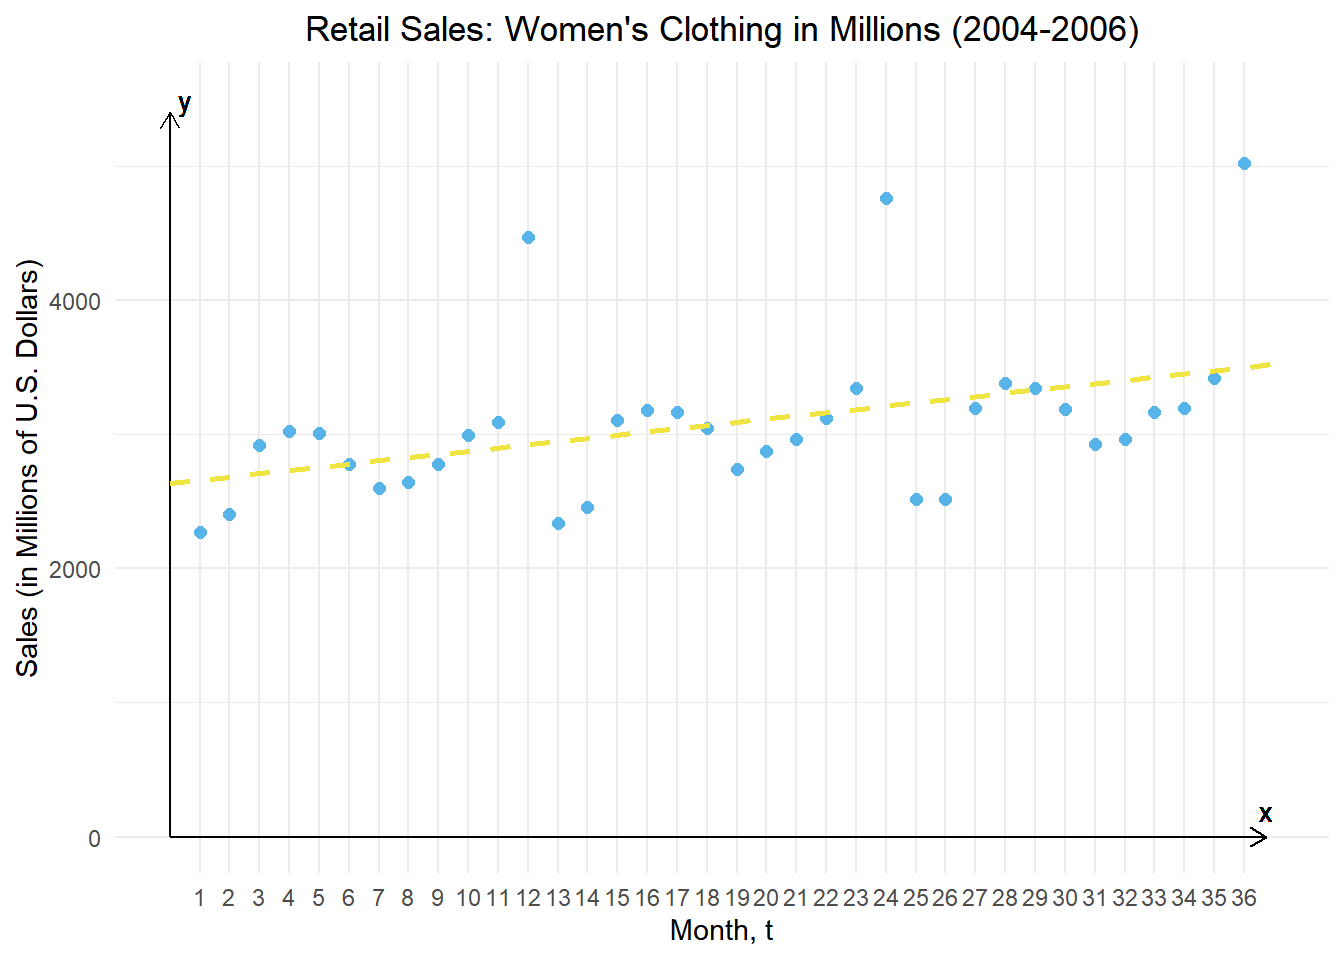 Retail Sales: Women's Clothing in Millions (2004-2006)
y
Sales (in Millions of U.S. Dollars)
4000
2000
0
x
1 2 3 4 5 6 7 8 9 10 11 12 13 14 15 16 17 18 19 20 21 22 23 24 25 26 27 28 29 30 31 32 33 34 35 36
Month, t